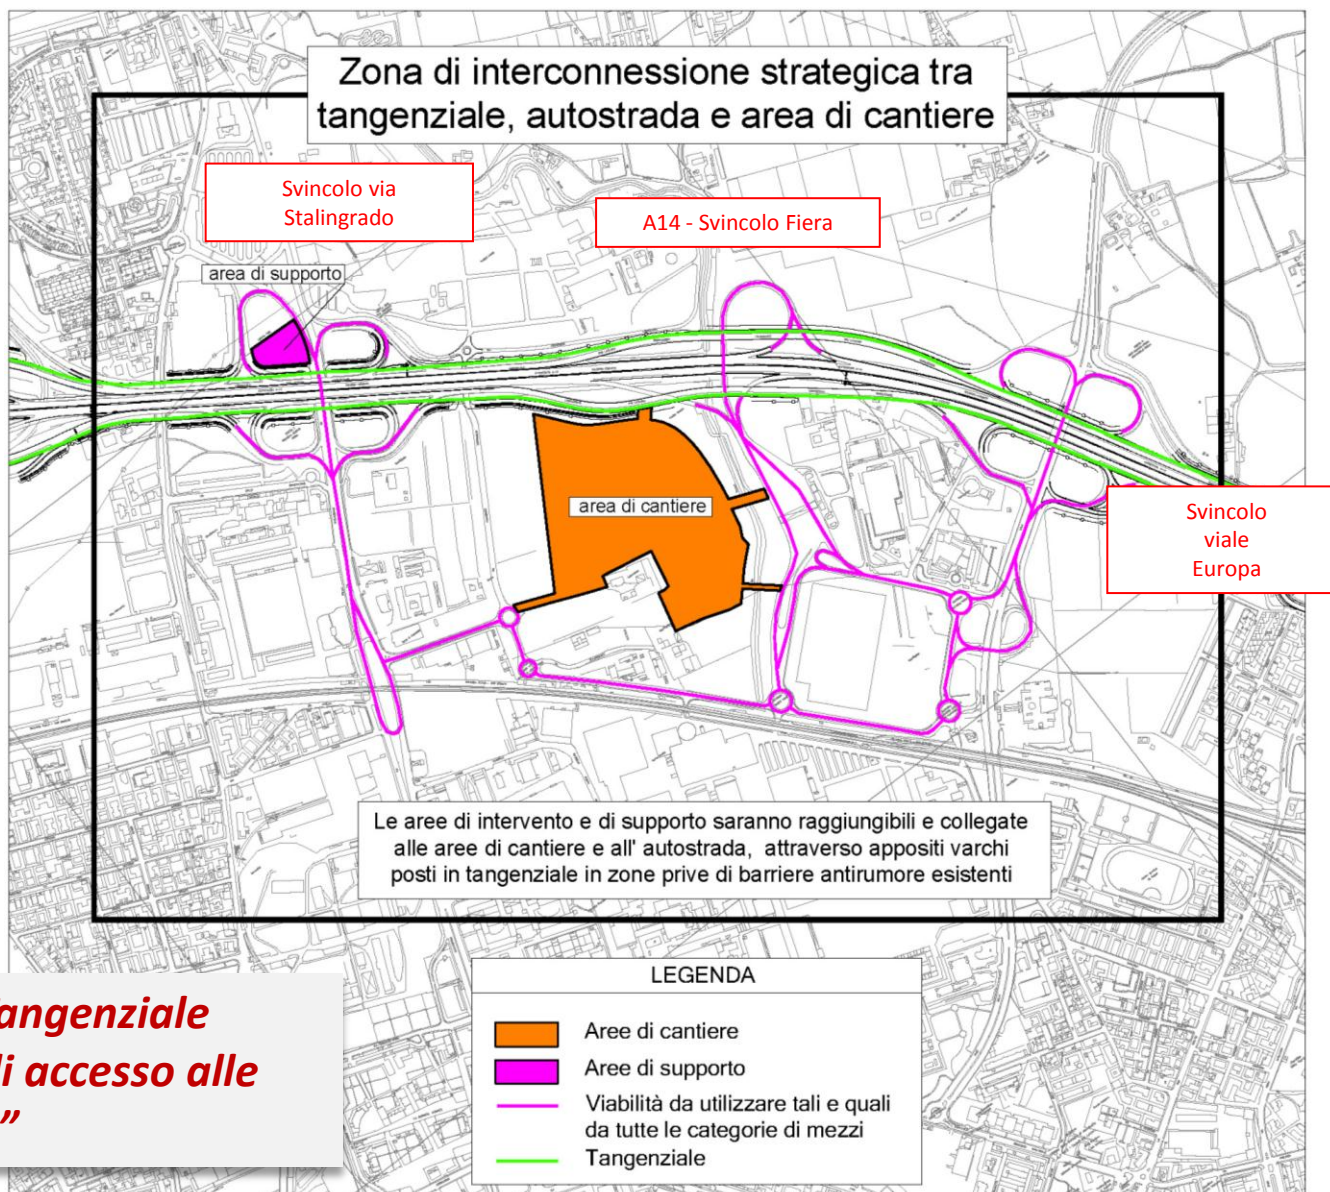 Zona di interconnessione strategica tra
tangenziale, autostrada e area di cantiere
Svincolo via
Stalingrado
A14 - Svincolo Fiera
area di supporto
area di cantiere
Svincolo
viale
Europa
Le aree di intervento e di supporto saranno raggiungibili e collegate
alle aree di cantiere e all' autostrada, attraverso appositi varchi
posti in tangenziale in zone prive di barriere antirumore esistenti
angenziale
li accesso alle
”
LEGENDA
Aree di cantiere
Aree di supporto
Viabilità da utilizzare tali e quali
da tutte le categorie di mezzi
Tangenziale